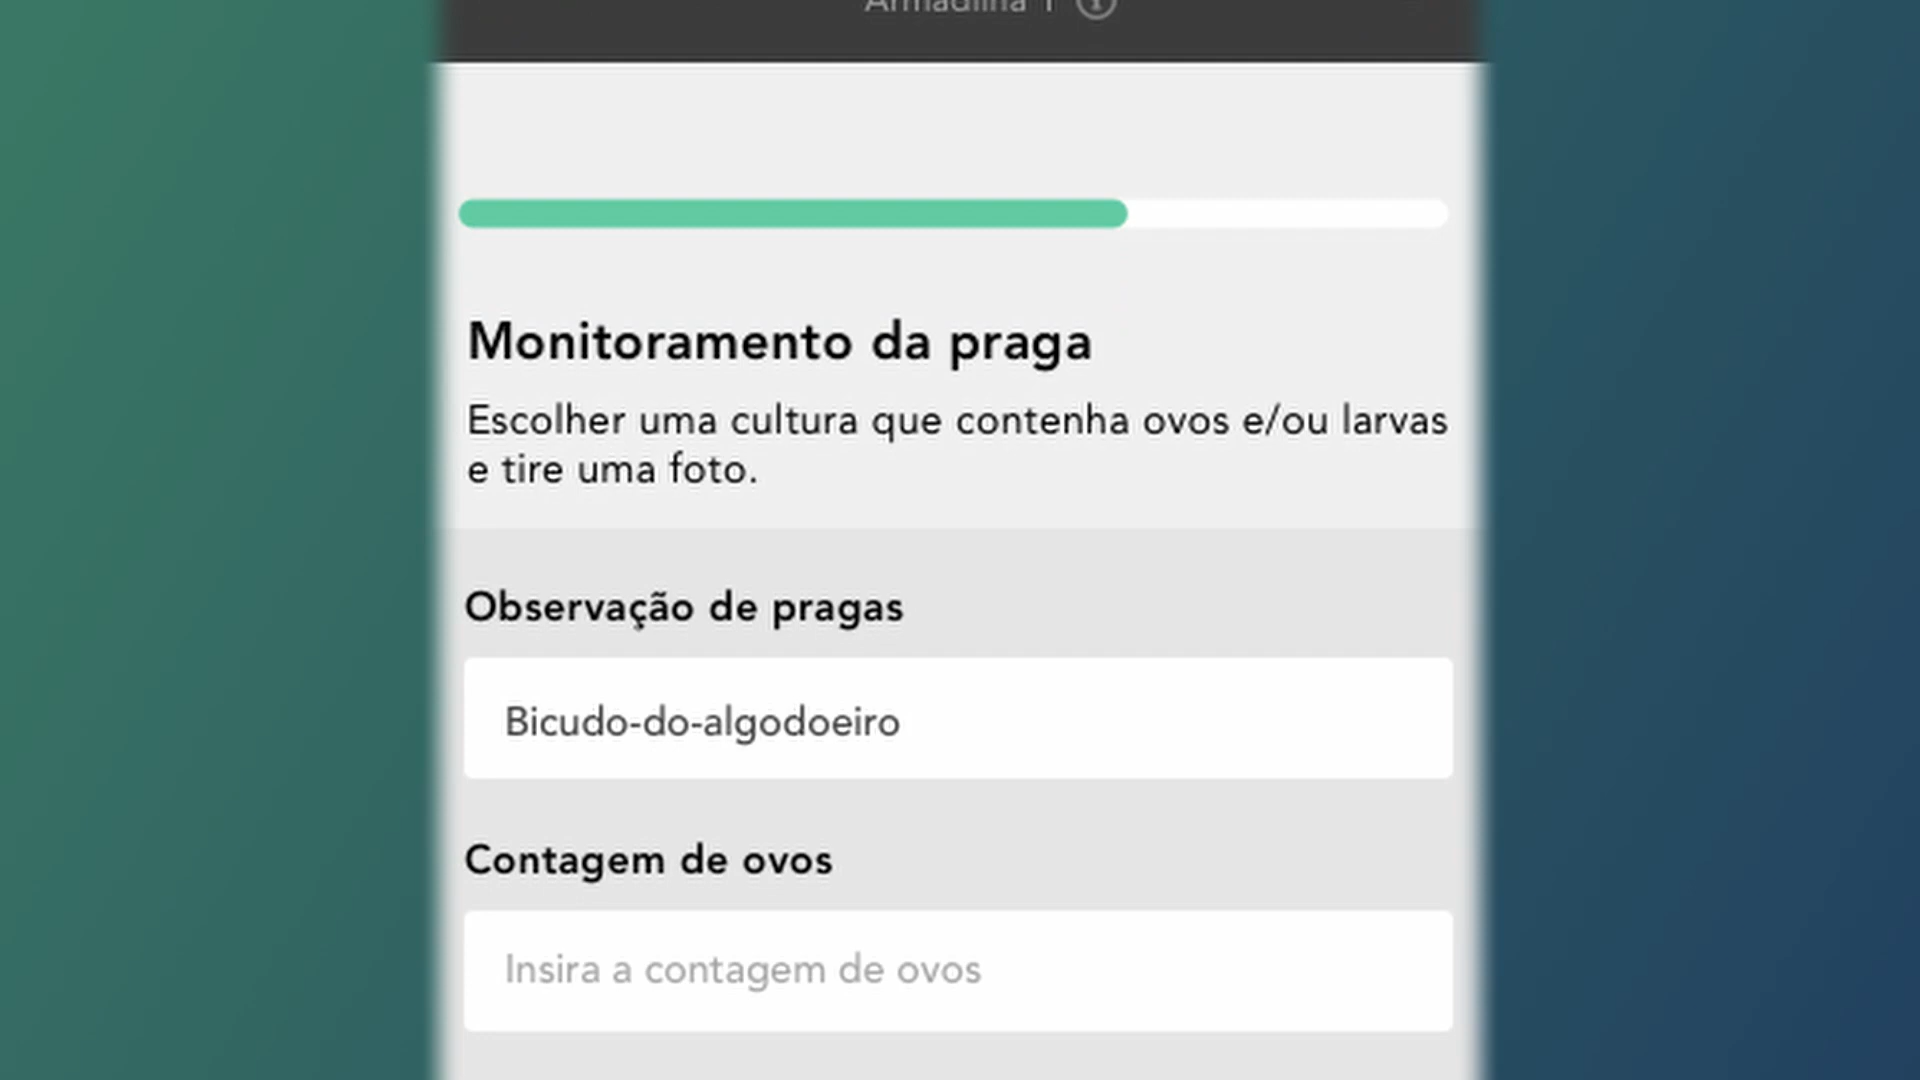 Armadilha 1
Monitoramento da praga
Escolher uma cultura que contenha ovos e/ou larvas
e tire uma foto.
Observação de pragas
Bicudo-do-algodoeiro
Contagem de ovos
Insira a contagem de ovos